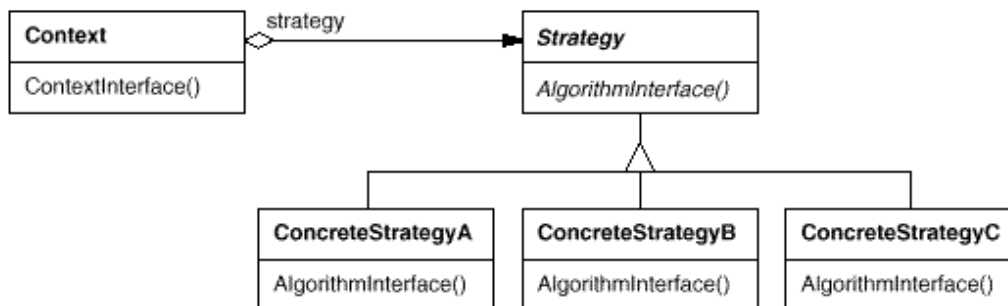 strategy
Context
ContextInterface()
Strategy
AlgorithmInterface()
ConcreteStrategyA
AlgorithmInterface()
ConcreteStrategyB
AlgorithmInterface()
ConcreteStrategyC
AlgorithmInterface()